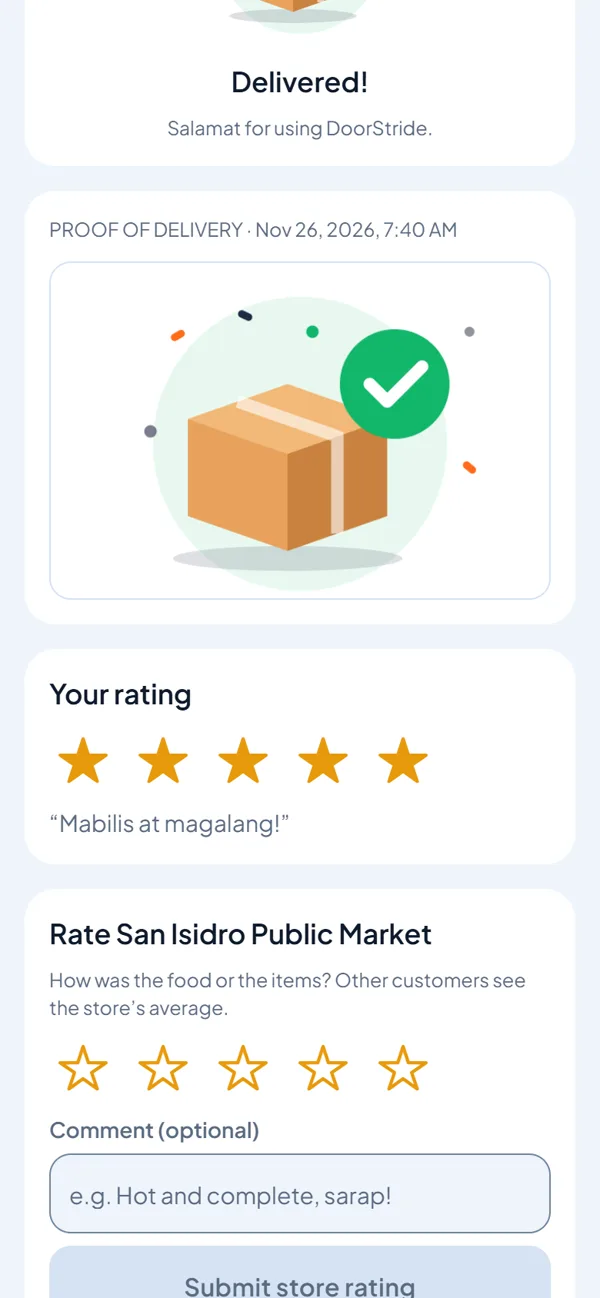 Delivered!
Salamat for using DoorStride.
PROOF OF DELIVERY · Nov 26, 2026, 7:40 AM
Your rating
“Mabilis at magalang!”
Rate San Isidro Public Market
How was the food or the items? Other customers see
the store’s average.
Comment (optional)
e.g. Hot and complete, sarap!
Submit store rating